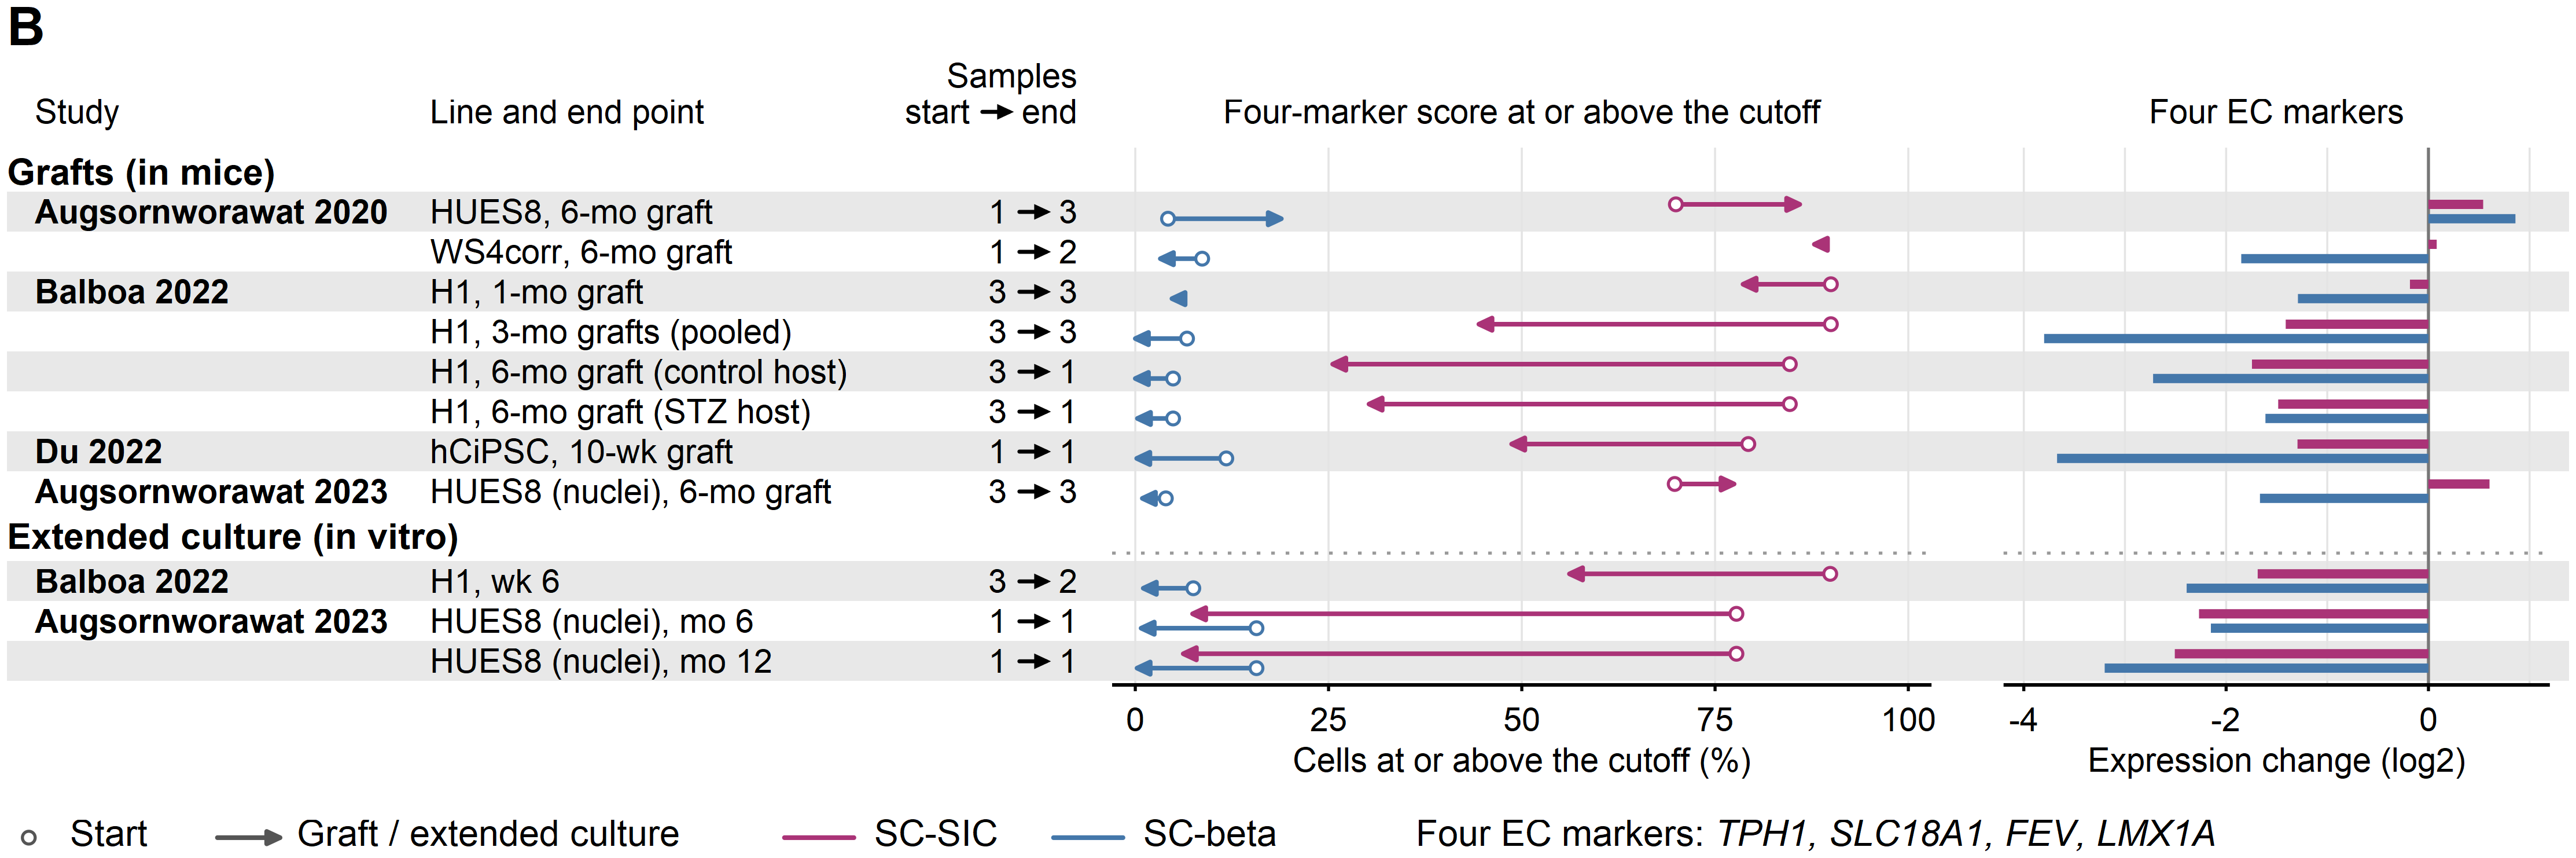 B
Samples
Study Line and end point start → end Four-marker score at or above the cutoff Four EC markers
Grafts (in mice)
Augsornworawat 2020 HUES8, 6-mo graft 1 → 3
WS4corr, 6-mo graft 1 → 2
Balboa 2022 H1, 1-mo graft 3 → 3
H1, 3-mo grafts (pooled) 3 → 3
H1, 6-mo graft (control host) 3 → 1
H1, 6-mo graft (STZ host) 3 → 1
Du 2022 hCiPSC, 10-wk graft 1 → 1
Augsornworawat 2023 HUES8 (nuclei), 6-mo graft 3 → 3
Extended culture (in vitro)
Balboa 2022 H1, wk 6 3 → 2
Augsornworawat 2023 HUES8 (nuclei), mo 6 1 → 1
HUES8 (nuclei), mo 12 1 → 1
0 25 50 75 100 -4 -2 0
Cells at or above the cutoff (%) Expression change (log2)
Start Graft / extended culture SC-SIC SC-beta Four EC markers: TPH1, SLC18A1, FEV, LMX1A